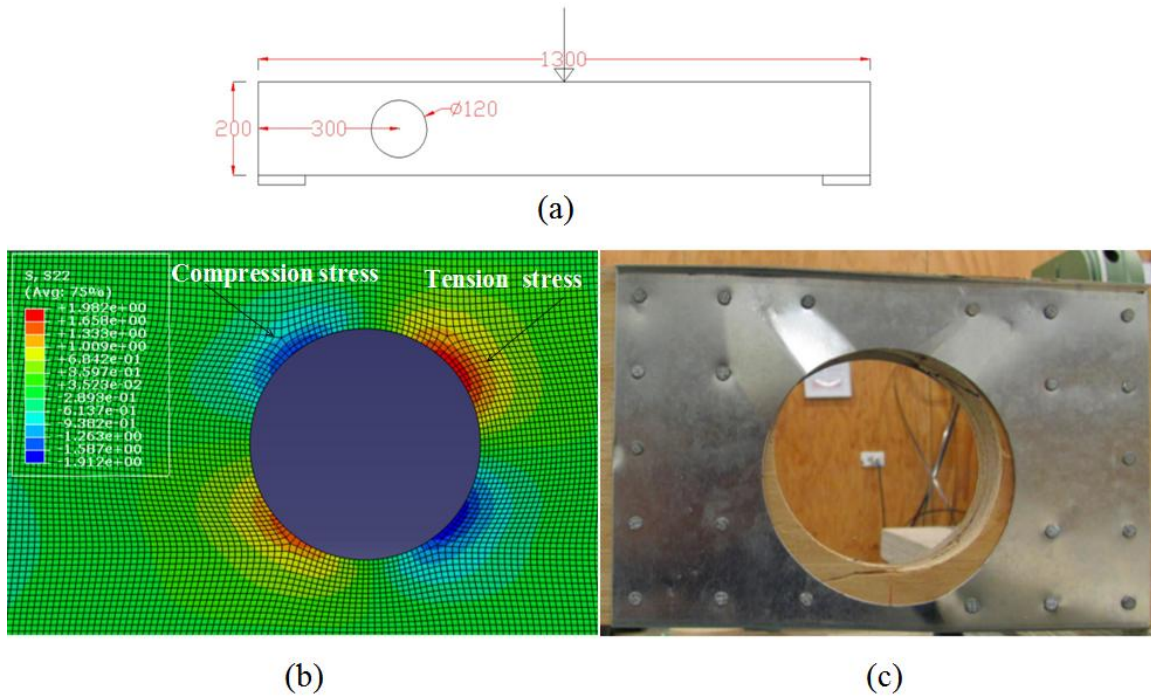 1300
200
300
Ø120
(a)
Compression stress
Tension stress
S, S22
(Avg: 75%)
+1.982e+00
+1.658e+00
+1.333e+00
+1.009e+00
+6.842e-01
+3.597e-01
+3.523e-02
-2.893e-01
-6.137e-01
-9.382e-01
-1.263e+00
-1.587e+00
-1.912e+00
(b)
(c)